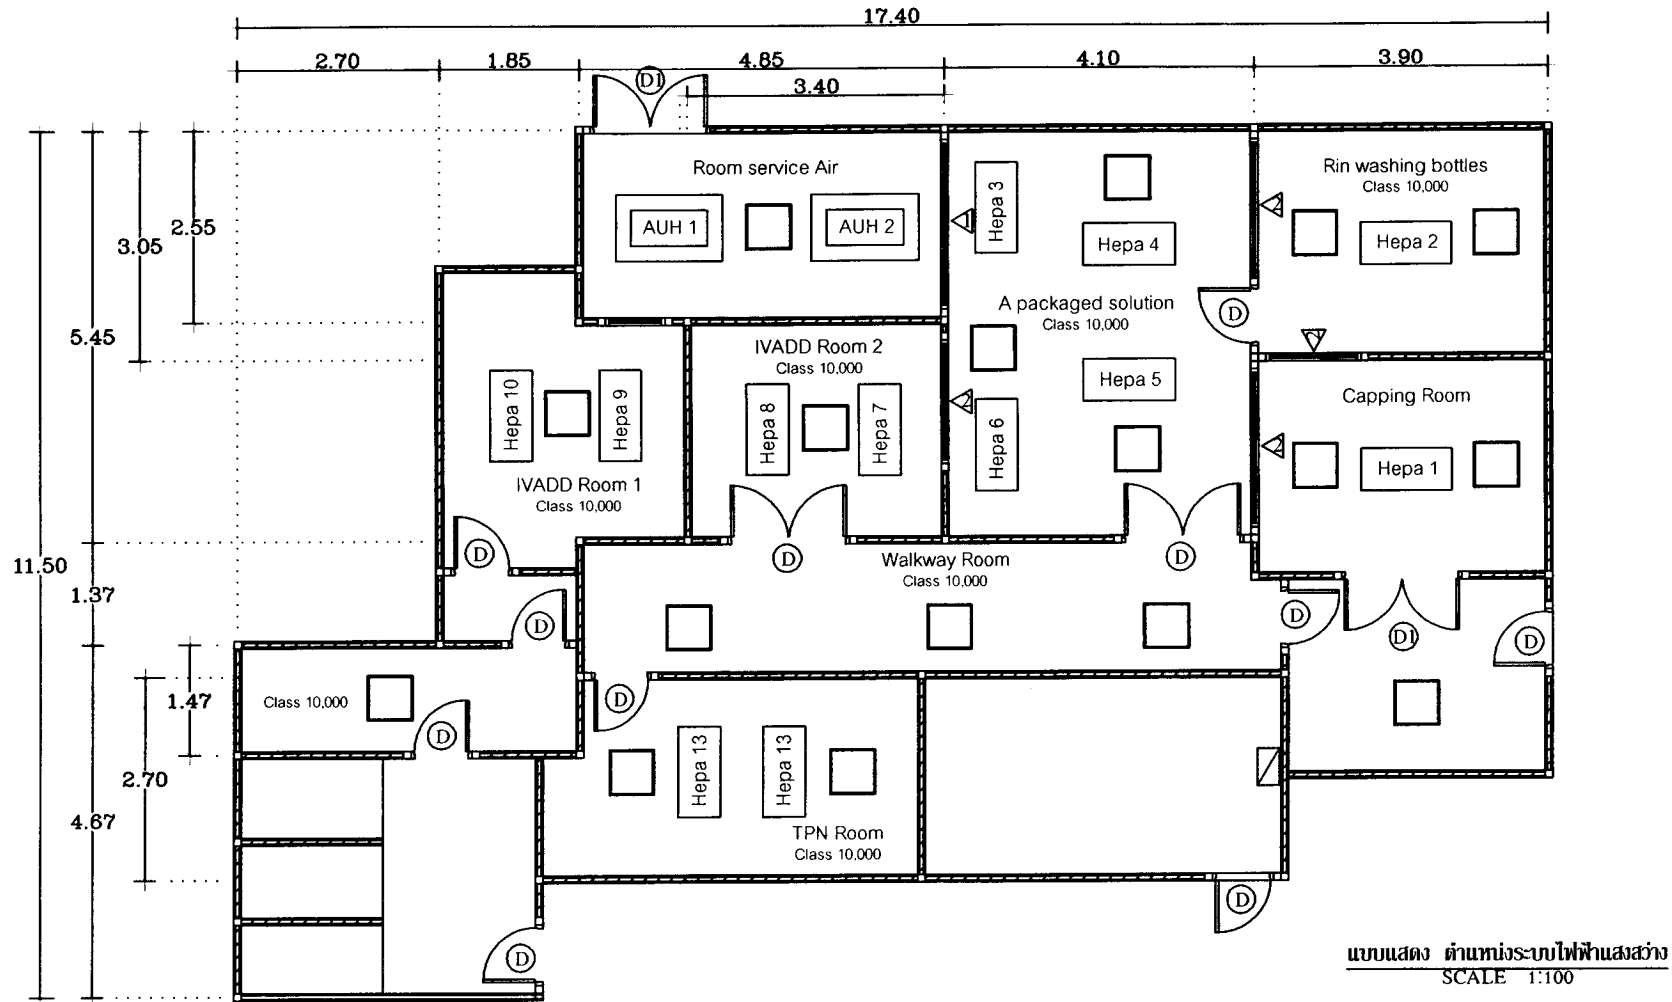 17.40
2.70 1.85 4.85 4.10 3.90
D1
3.40
Room service Air
AUH 1
AUH 2
Hepa 3
1
Hepa 4
Rin washing bottles
Class 10,000
2
Hepa 2
2.55
3.05
A packaged solution
Class 10,000
D
2
5.45
IVADD Room 2
Class 10,000
Hepa 5
Hepa 10
Hepa 9
Hepa 8
Hepa 7
2
Hepa 6
Capping Room
2
Hepa 1
IVADD Room 1
Class 10,000
D
D
D
Walkway Room
Class 10,000
11.50
1.37
D
D
D1
D
Class 10,000
1.47
D
D
2.70
Hepa 13
Hepa 13
4.67
TPN Room
Class 10,000
D
D
แบบแสดง ตำแหน่งระบบไฟฟ้าแสงสว่าง
SCALE 1:100